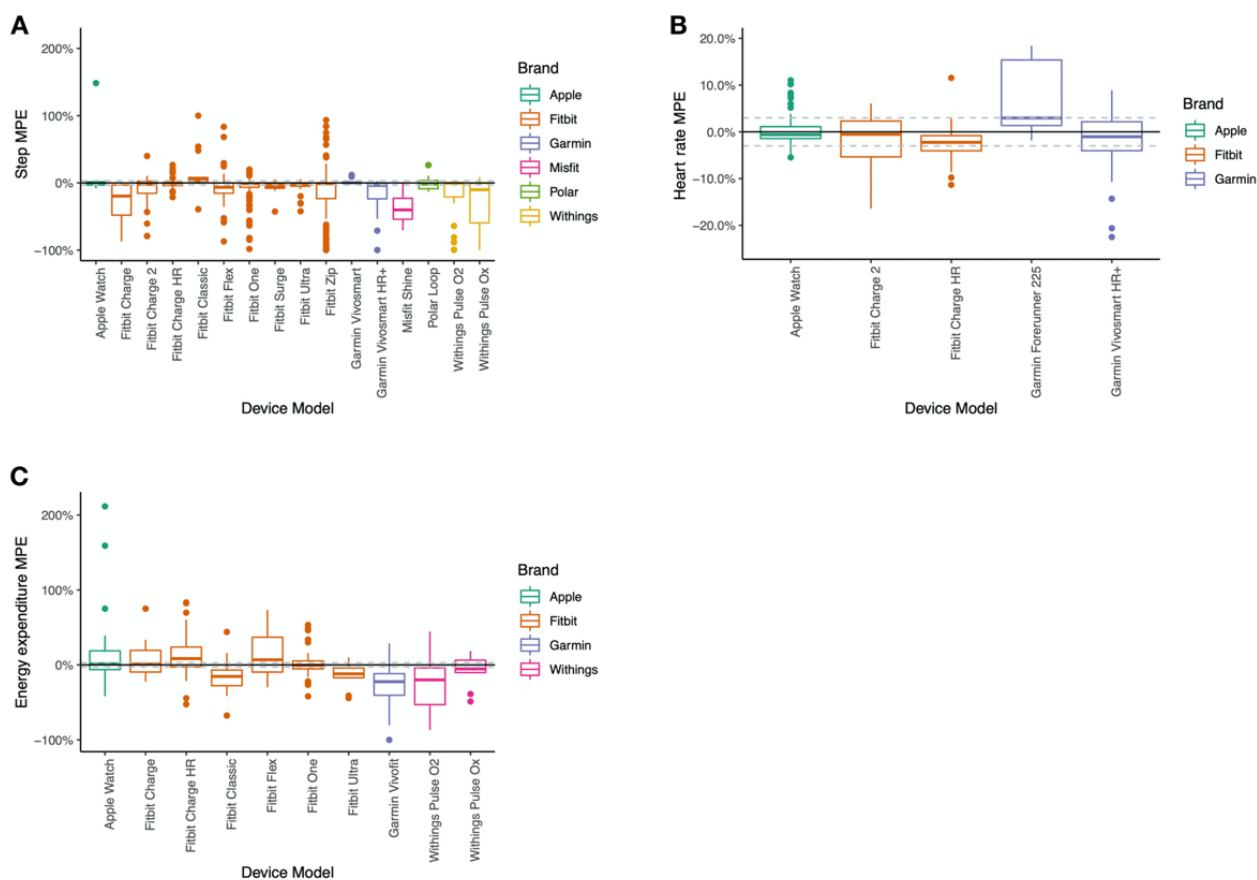 A
200%
100%
0%
−100%
Step MPE
Apple Watch
Fitbit Charge
Fitbit Charge 2
Fitbit Charge HR
Fitbit Classic
Fitbit Flex
Fitbit One
Fitbit Surge
Fitbit Ultra
Fitbit Zip
Garmin Vivosmart
Garmin Vivosmart HR+
Misfit Shine
Polar Loop
Withings Pulse O2
Withings Pulse Ox
Device Model
Brand
Apple
Fitbit
Garmin
Misfit
Polar
Withings
B
20.0%
10.0%
0.0%
−10.0%
−20.0%
Heart rate MPE
Apple Watch
Fitbit Charge 2
Fitbit Charge HR
Garmin Forerunner 225
Garmin Vivosmart HR+
Device Model
Brand
Apple
Fitbit
Garmin
C
200%
100%
0%
−100%
Energy expenditure MPE
Apple Watch
Fitbit Charge
Fitbit Charge HR
Fitbit Classic
Fitbit Flex
Fitbit One
Fitbit Ultra
Garmin Vivofit
Withings Pulse O2
Withings Pulse Ox
Device Model
Brand
Apple
Fitbit
Garmin
Withings